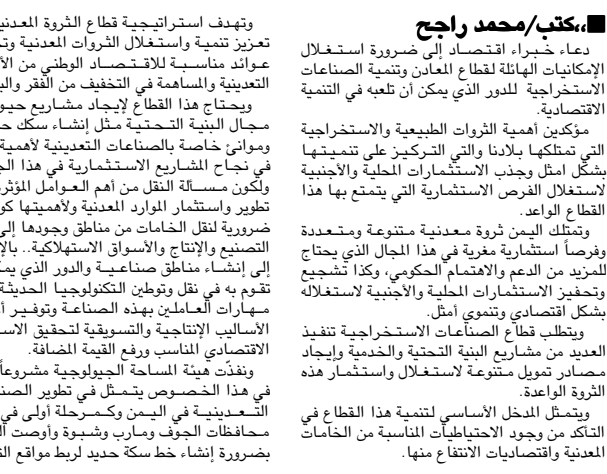 كتب/محمد راجح
دعاء خبراء اقتصاد إلى ضرورة استغلال
الإمكانيات الهائلة لقطاع المعادن وتنمية الصناعات
الاستخراجية للدور الذي يمكن أن تلعبه في التنمية
الاقتصادية.
مؤكدين أهمية الثروات الطبيعية والاستخراجية
التي تمتلكها بلادنا والتي التركيز على تنميتها
بشكل امثل وجذب الاستثمارات المحلية والأجنبية
لاستغلال الفرص الاستثمارية التي يتمتع بها هذا
القطاع الواعد.
وتمتلك اليمن ثروة معدنية متنوعة ومتعددة
وفرصاً استثمارية مغرية في هذا المجال الذي يحتاج
للمزيد من الدعم والاهتمام الحكومي، وكذا تشجيع
وتحفيز الاستثمارات المحلية والأجنبية لاستغلاله
بشكل اقتصادي وتنموي أمثل.
ويتطلب قطاع الصناعات الاستخراجية تنفيذ
العديد من مشاريع البنية التحتية والخدمية وإيجاد
مصادر تمويل متنوعة لاستغلال واستثمار هذه
الثروة الواعدة.
ويتمثل المدخل الأساسي لتنمية هذا القطاع في
التأكد من وجود الاحتياطيات المناسبة من الخامات
المعدنية واقتصاديات الانتفاع منها.
وتهدف استراتيجية قطاع الثروة
تعزيز تنمية واستغلال الثروات المعدنية
عوائد مناسبة للاقتصاد الوطني من
التعدينية والمساهمة في التخفيف من الفقر
ويحتاج هذا القطاع لإيجاد مشاريع
مجال البنية التحتية مثل إنشاء سكك
وموانئ خاصة بالصناعات التعدينية لأهمية
في نجاح المشاريع الاستثمارية في هذا
ولكون مسألة النقل من أهم العوامل
تطوير واستثمار الموارد المعدنية وأهميتها
ضرورية لنقل الخامات من مناطق وجودها إلى
التصنيع والإنتاج والأسواق الاستهلاكية..
إلى إنشاء مناطق صناعية والدور الذي
تقوم به في نقل وتوطين التكنولوجيا الحديثة
مهارات العاملين بهذه الصناعة وتوفير
الأساليب الإنتاجية والتسويقية لتحقيق
الاقتصادي المناسب ورفع القيمة المضافة.
ونفذت هيئة المساحة الجيولوجية مشروعاً
في هذا الخصوص يتمثل في تطوير
التعدينية في اليمن وكمرحلة أولى في
محافظات الجوف ومارب وشبوة وأوصت
بضرورة إنشاء خط سكة حديد لربط مواقع